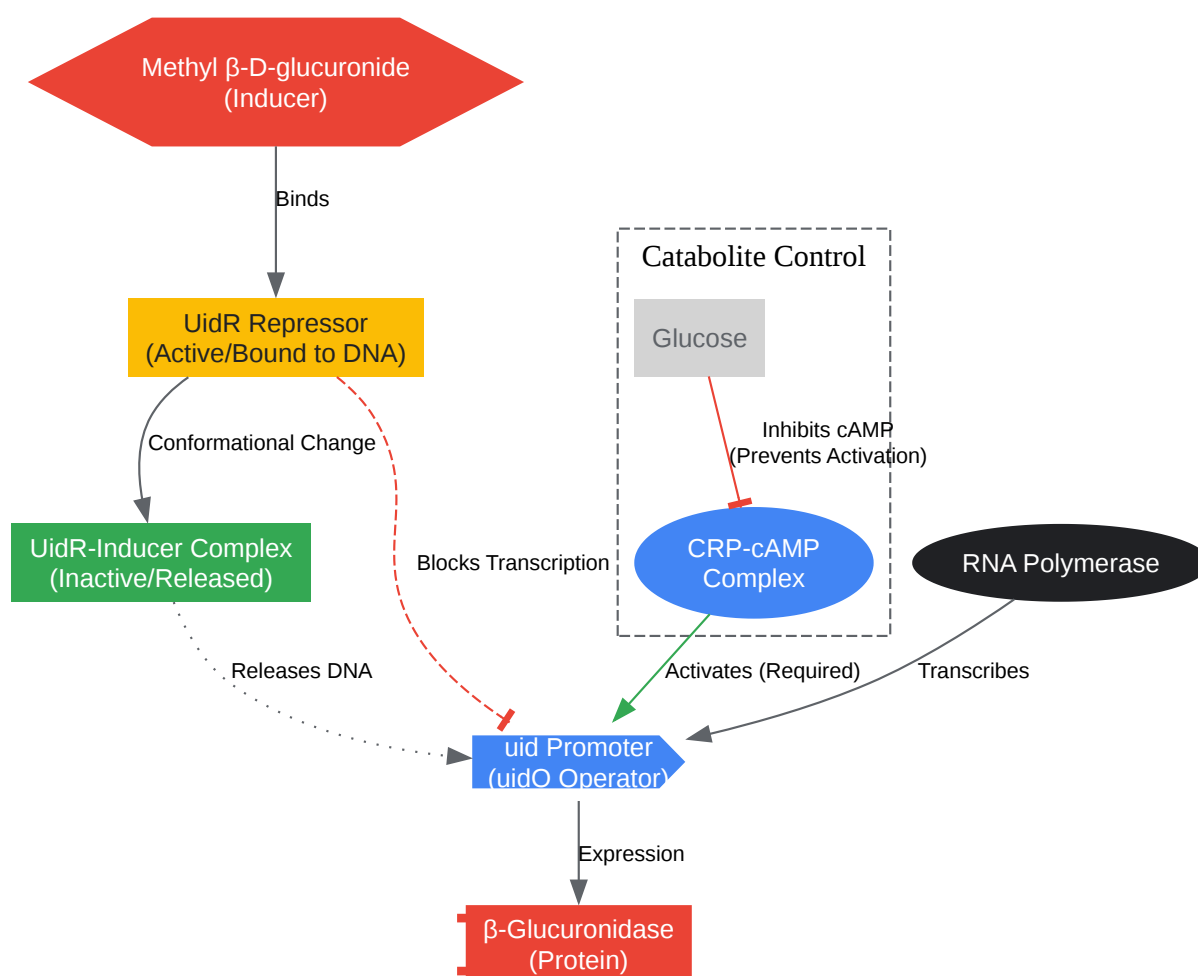 Methyl β-D-glucuronide
(Inducer)
Binds
Catabolite Control
UidR Repressor
(Active/Bound to DNA)
Glucose
Conformational Change
Inhibits cAMP
(Prevents Activation)
UidR-Inducer Complex
(Inactive/Released)
Blocks Transcription
CRP-cAMP
Complex
RNA Polymerase
Releases DNA
Activates (Required)
Transcribes
uid Promoter
(uidO Operator)
Expression
β-Glucuronidase
(Protein)